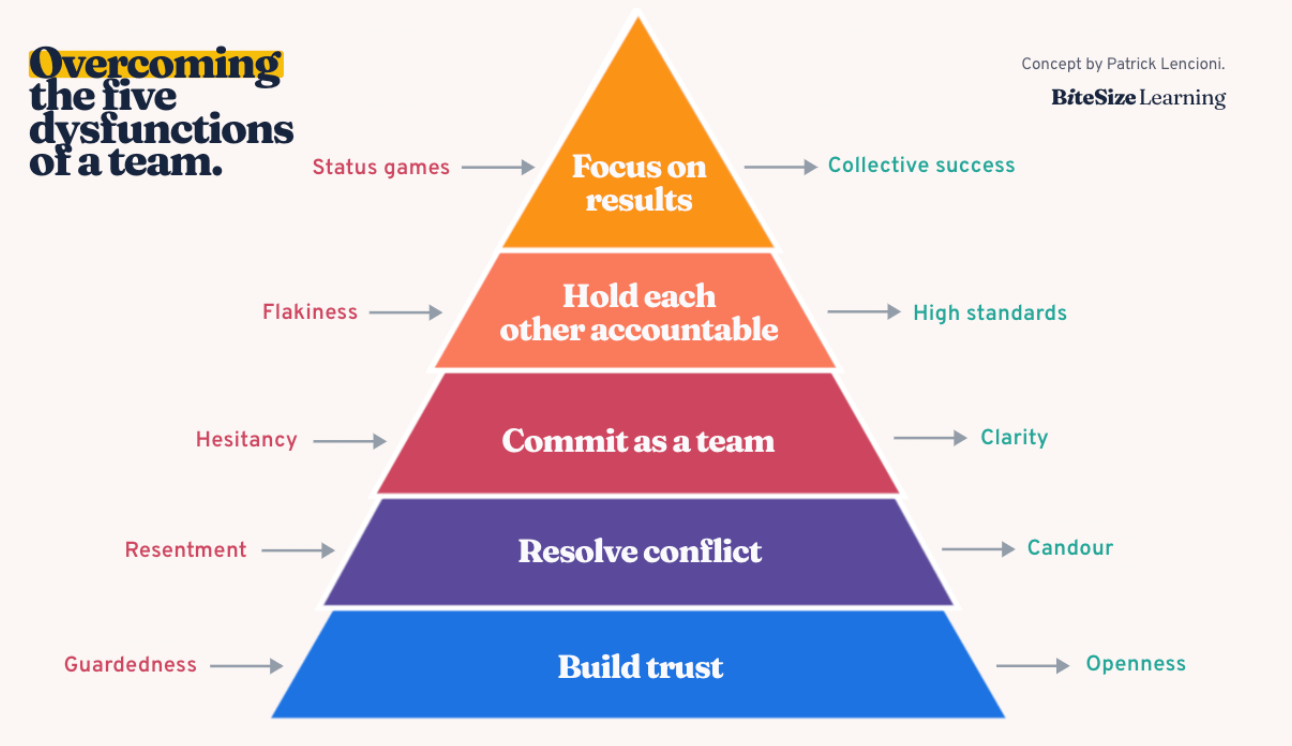 Overcoming
the five
dysfunctions
of a team.
Concept by Patrick Lencioni.
BiteSize Learning
Status games
Focus on
results
Collective success
Flakiness
Hold each
other accountable
High standards
Hesitancy
Commit as a team
Clarity
Resentment
Resolve conflict
Candour
Guardedness
Build trust
Openness